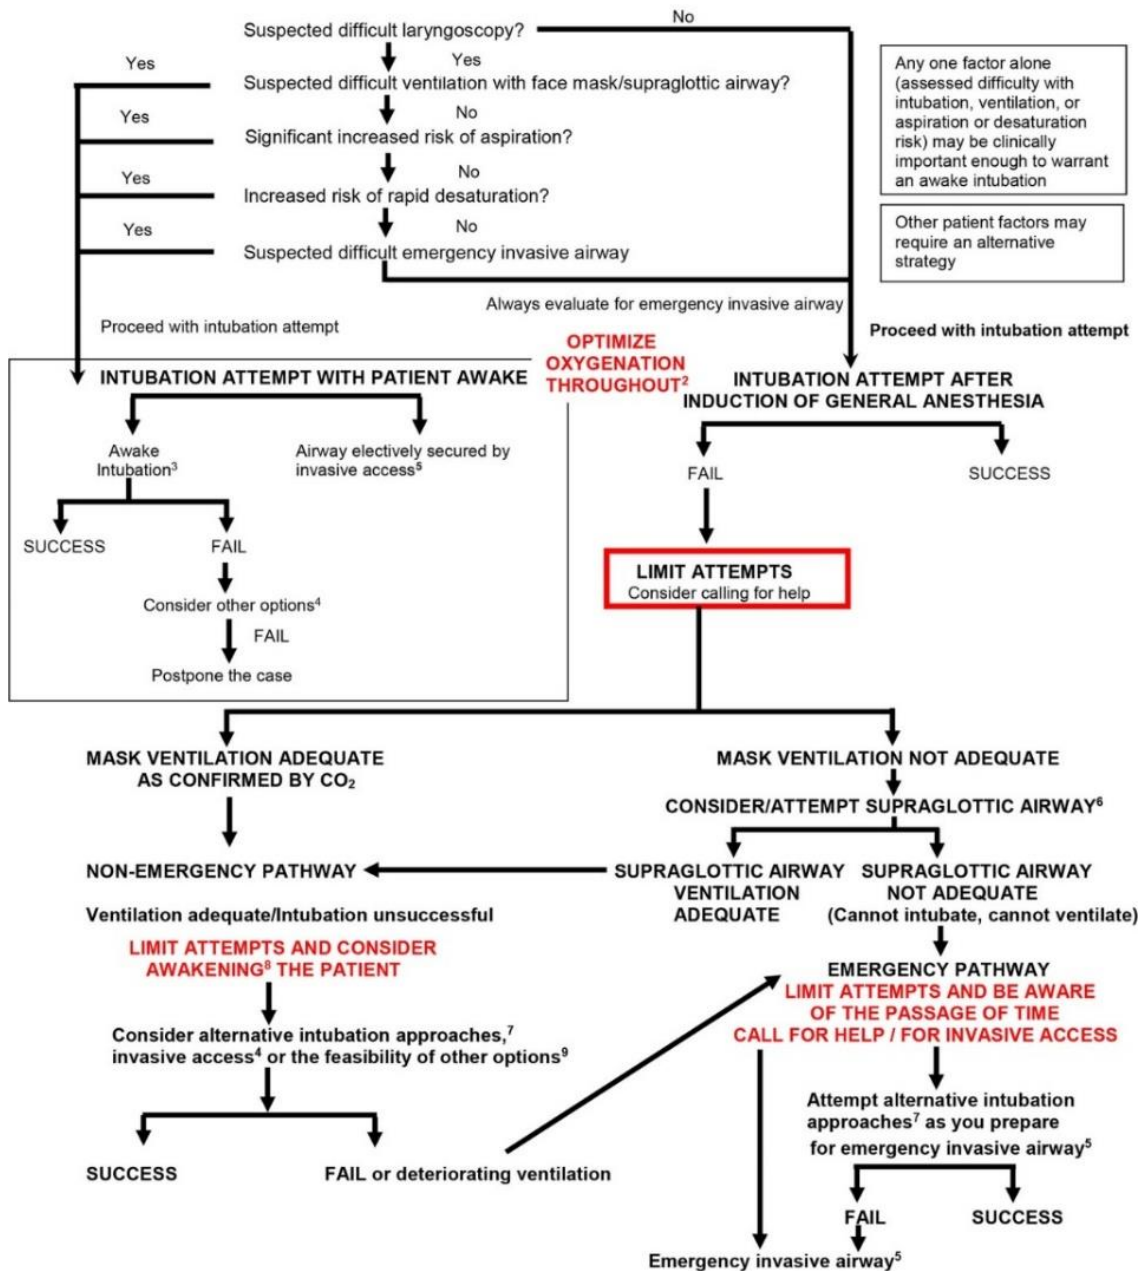 No
Suspected difficult laryngoscopy?
Yes
Yes
Suspected difficult ventilation with face mask/supraglottic airway?
No
Yes
Significant increased risk of aspiration?
No
Yes
Increased risk of rapid desaturation?
No
Yes
Suspected difficult emergency invasive airway
Any one factor alone
(assessed difficulty with
intubation, ventilation, or
aspiration or desaturation
risk) may be clinically
important enough to warrant
an awake intubation
Other patient factors may
require an alternative
strategy
Always evaluate for emergency invasive airway
Proceed with intubation attempt
Proceed with intubation attempt
OPTIMIZE
OXYGENATION
THROUGHOUT²
INTUBATION ATTEMPT WITH PATIENT AWAKE
Awake
Intubation³
Airway electively secured by
invasive access⁵
SUCCESS
FAIL
Consider other options⁴
FAIL
Postpone the case
INTUBATION ATTEMPT AFTER
INDUCTION OF GENERAL ANESTHESIA
FAIL
SUCCESS
LIMIT ATTEMPTS
Consider calling for help
MASK VENTILATION ADEQUATE
AS CONFIRMED BY CO₂
MASK VENTILATION NOT ADEQUATE
CONSIDER/ATTEMPT SUPRAGLOTTIC AIRWAY⁶
NON-EMERGENCY PATHWAY
SUPRAGLOTTIC AIRWAY
VENTILATION
ADEQUATE
SUPRAGLOTTIC AIRWAY
NOT ADEQUATE
(Cannot intubate, cannot ventilate)
Ventilation adequate/Intubation unsuccessful
LIMIT ATTEMPTS AND CONSIDER
AWAKENING⁸ THE PATIENT
Consider alternative intubation approaches,⁷
invasive access⁴ or the feasibility of other options⁹
SUCCESS
FAIL or deteriorating ventilation
EMERGENCY PATHWAY
LIMIT ATTEMPTS AND BE AWARE
OF THE PASSAGE OF TIME
CALL FOR HELP / FOR INVASIVE ACCESS
Attempt alternative intubation
approaches⁷ as you prepare
for emergency invasive airway⁵
FAIL
SUCCESS
Emergency invasive airway⁵